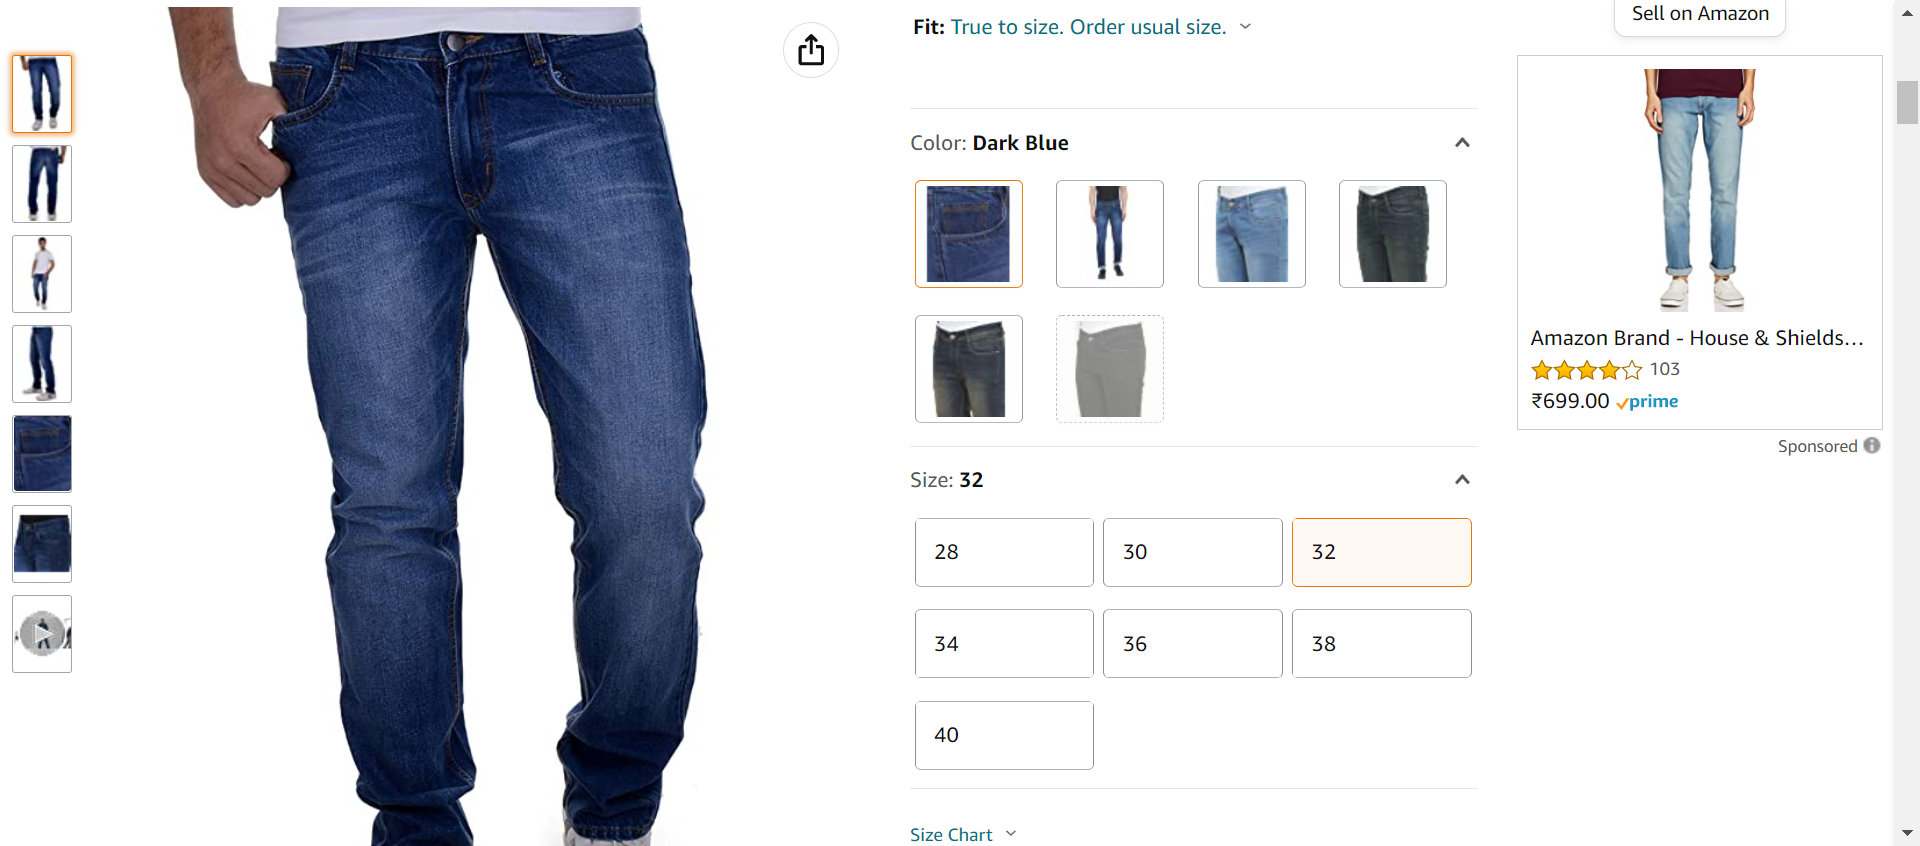 Fit: True to size. Order usual size.
Color: Dark Blue
Size: 32
28
30
32
34
36
38
40
Size Chart
Sell on Amazon
Amazon Brand - House & Shields...
103
₹699.00 prime
Sponsored